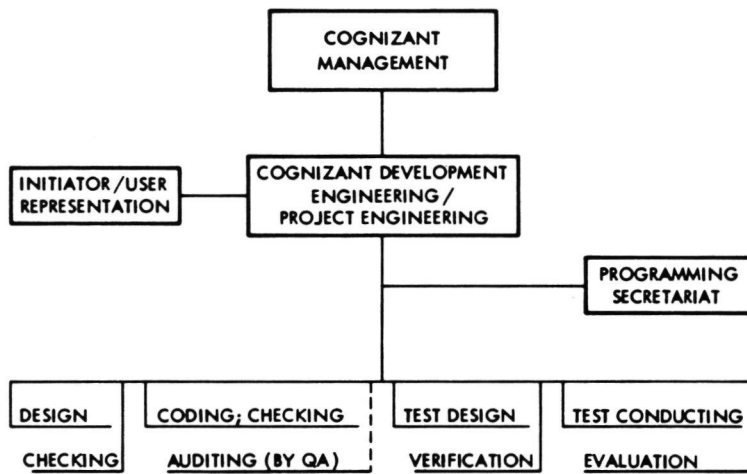 COGNIZANT
MANAGEMENT
INITIATOR/USER
REPRESENTATION
COGNIZANT DEVELOPMENT
ENGINEERING/
PROJECT ENGINEERING
PROGRAMMING
SECRETARIAT
DESIGN
CHECKING
CODING; CHECKING
AUDITING (BY QA)
TEST DESIGN
VERIFICATION
TEST CONDUCTING
EVALUATION